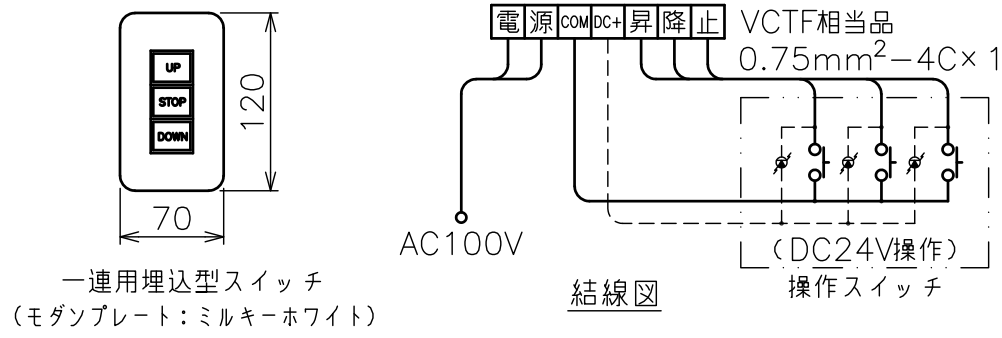 UP
STOP
DOWN
120
70
一連用埋込型スイッチ
(モダンプレート:ミルキーホワイト)
電 源 COM DC+ 昇 降 止
VCTF相当品
0.75mm²-4C×1
AC100V
(DC24V操作)
操作スイッチ
結線図